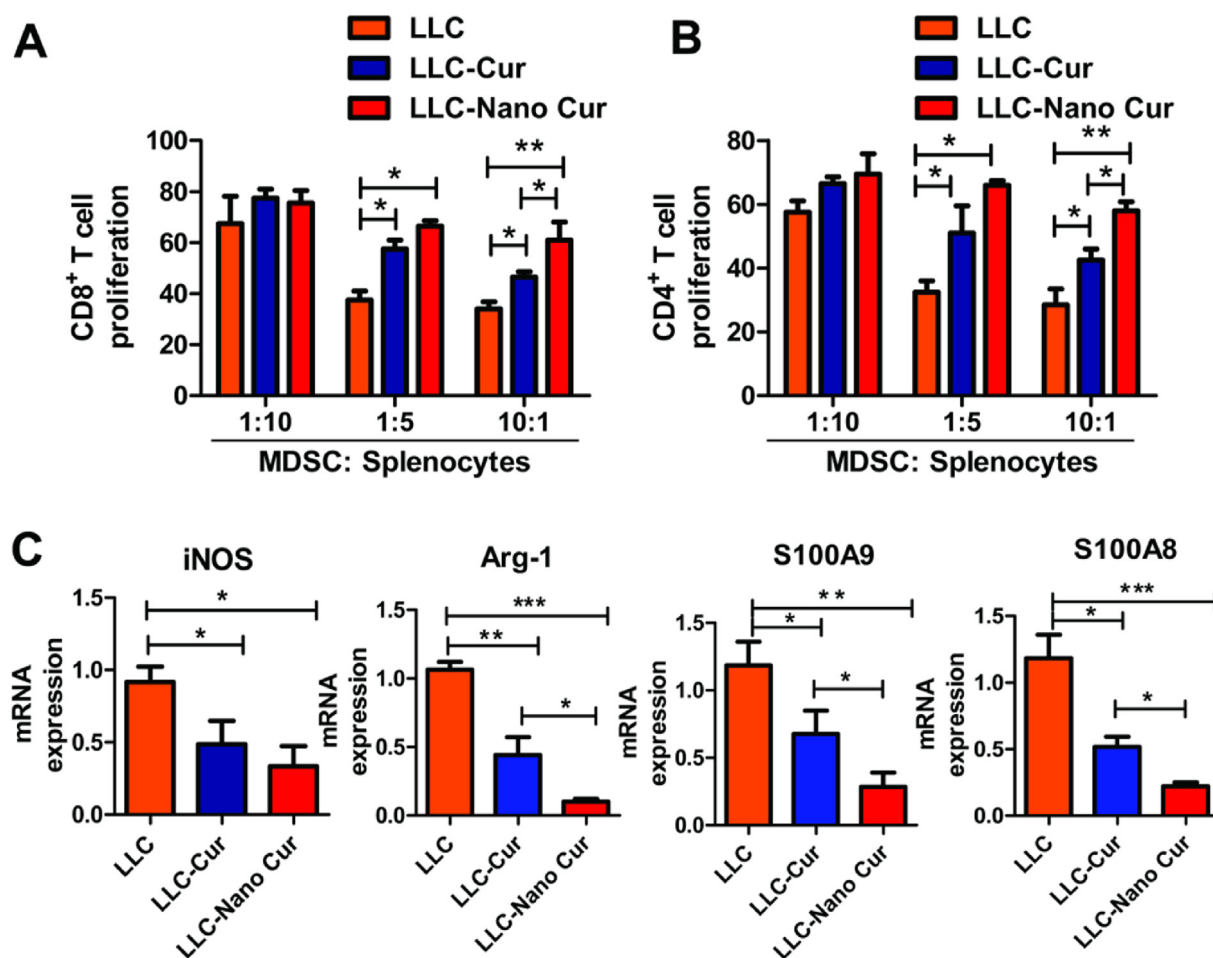 A
LLC
LLC-Cur
LLC-Nano Cur
CD8+ T cell
proliferation
100
80
60
40
20
0
*
*
**
*
*
1:10 1:5 10:1
MDSC: Splenocytes
B
LLC
LLC-Cur
LLC-Nano Cur
CD4+ T cell
proliferation
80
60
40
20
0
*
*
**
*
*
1:10 1:5 10:1
MDSC: Splenocytes
C
iNOS
mRNA
expression
1.5
1.0
0.5
0.0
*
*
LLC
LLC-Cur
LLC-Nano Cur
Arg-1
mRNA
expression
1.5
1.0
0.5
0.0
***
**
*
LLC
LLC-Cur
LLC-Nano Cur
S100A9
mRNA
expression
1.5
1.0
0.5
0.0
**
*
*
LLC
LLC-Cur
LLC-Nano Cur
S100A8
mRNA
expression
1.5
1.0
0.5
0.0
***
*
*
LLC
LLC-Cur
LLC-Nano Cur